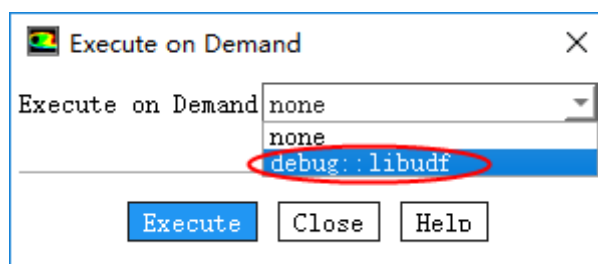 Execute on Demand
Execute on Demand none
none
debug::libudf
Execute Close Help